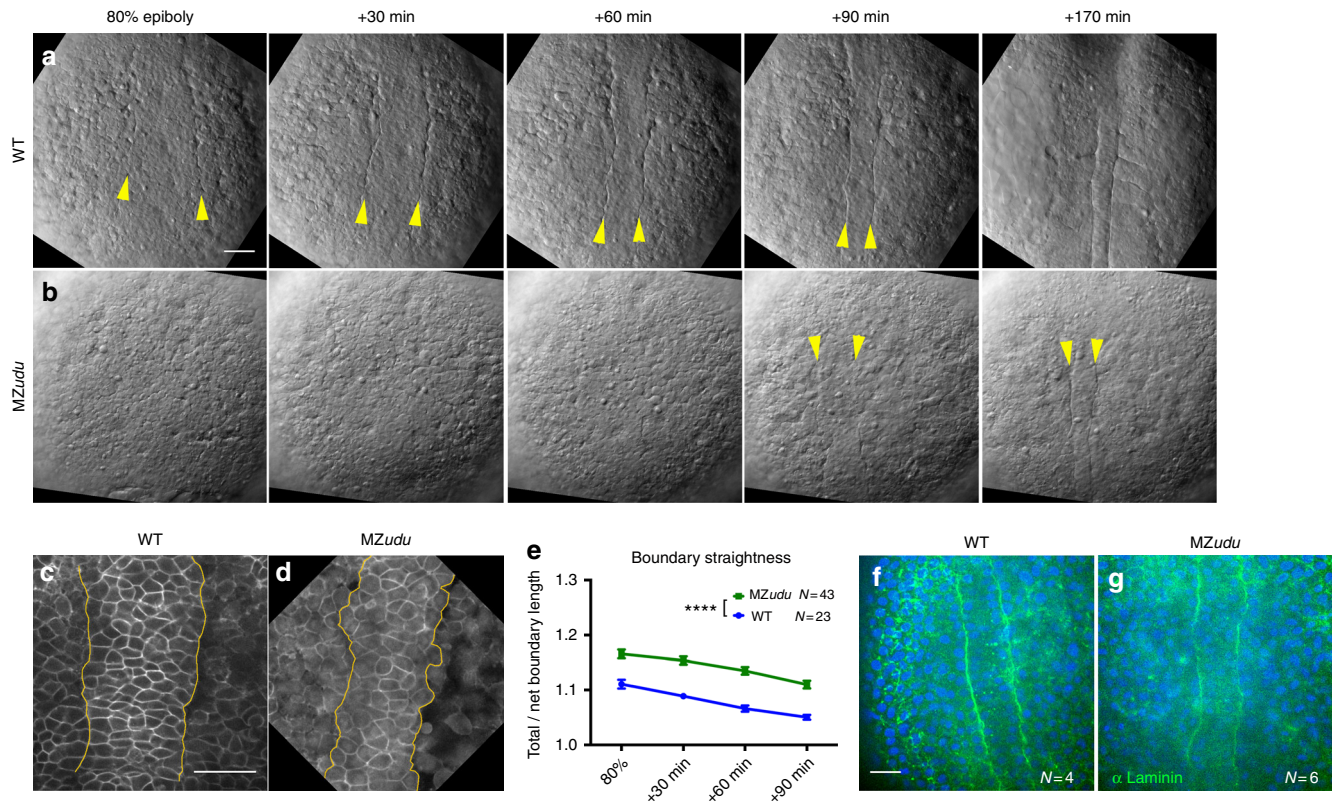 80% epiboly +30 min +60 min +90 min +170 min
a
WT
b
MZudu
WT MZudu WT MZudu
c d e f g
Boundary straightness
Total / net boundary length
1.3
1.2
1.1
1.0
MZudu N=43
****
WT N=23
80% +30 min +60 min +90 min
N=4
α Laminin N=6